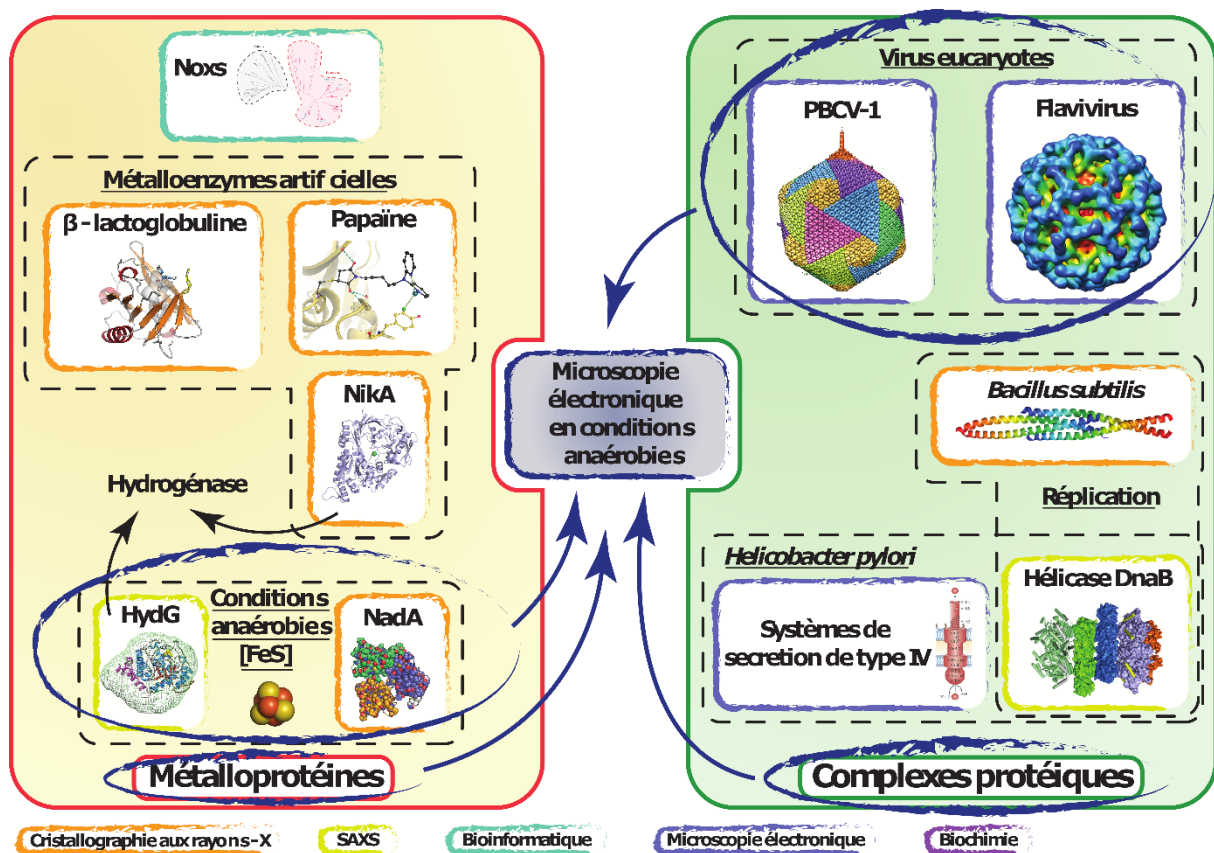 Noxs
Métalloenzymes artif cielles
β - lactoglobuline
Papaïne
NikA
Hydrogénase
HydG
Conditions
anaérobies
[FeS]
NadA
Métalloprotéines
Microscopie
électronique
en conditions
anaérobies
Virus eucaryotes
PBCV-1
Flavivirus
Bacillus subtilis
Réplication
Helicobacter pylori
Systèmes de
secretion de type IV
Hélicase DnaB
Complexes protéiques
Cristallographie aux rayons-X
SAXS
Bioinformatique
Microscopie électronique
Biochimie